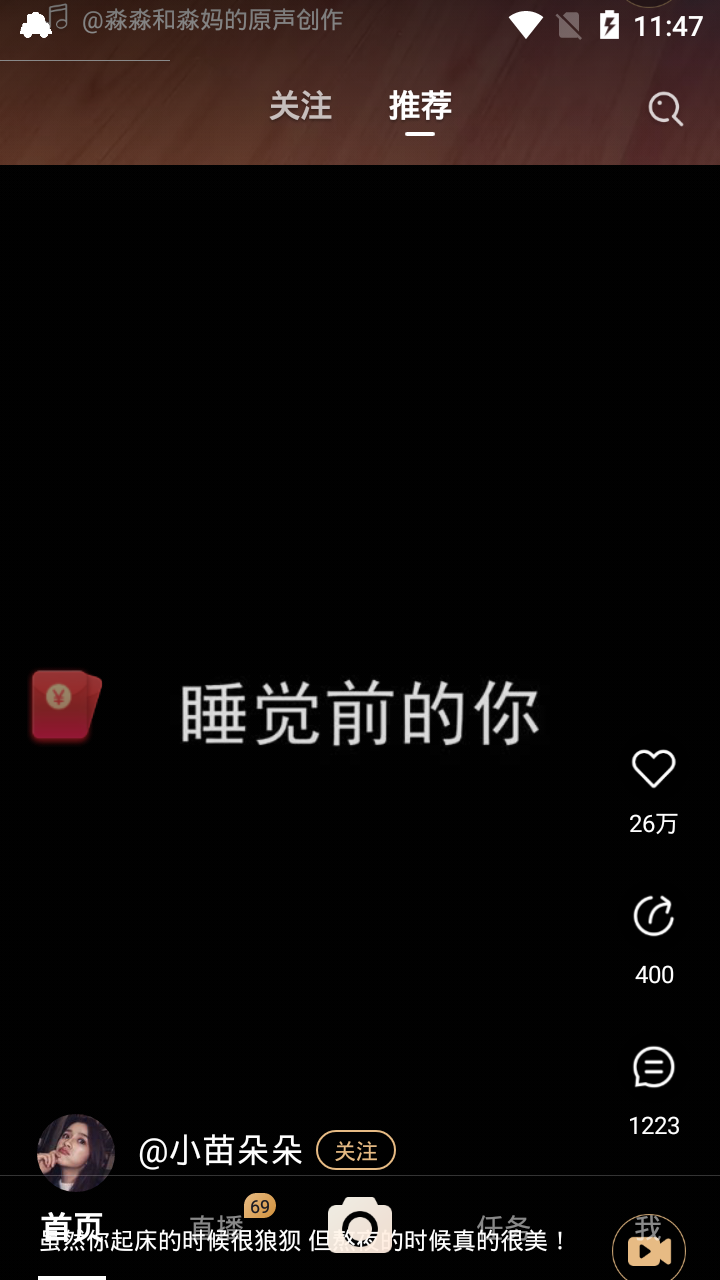 @淼淼和淼妈的原声创作
11:47
关注 推荐
¥
睡觉前的你
26万
400
1223
@小苗朵朵 关注
首页 直播 69 任务 我
虽然你起床的时候很狼狈 但熬夜的时候真的很美！